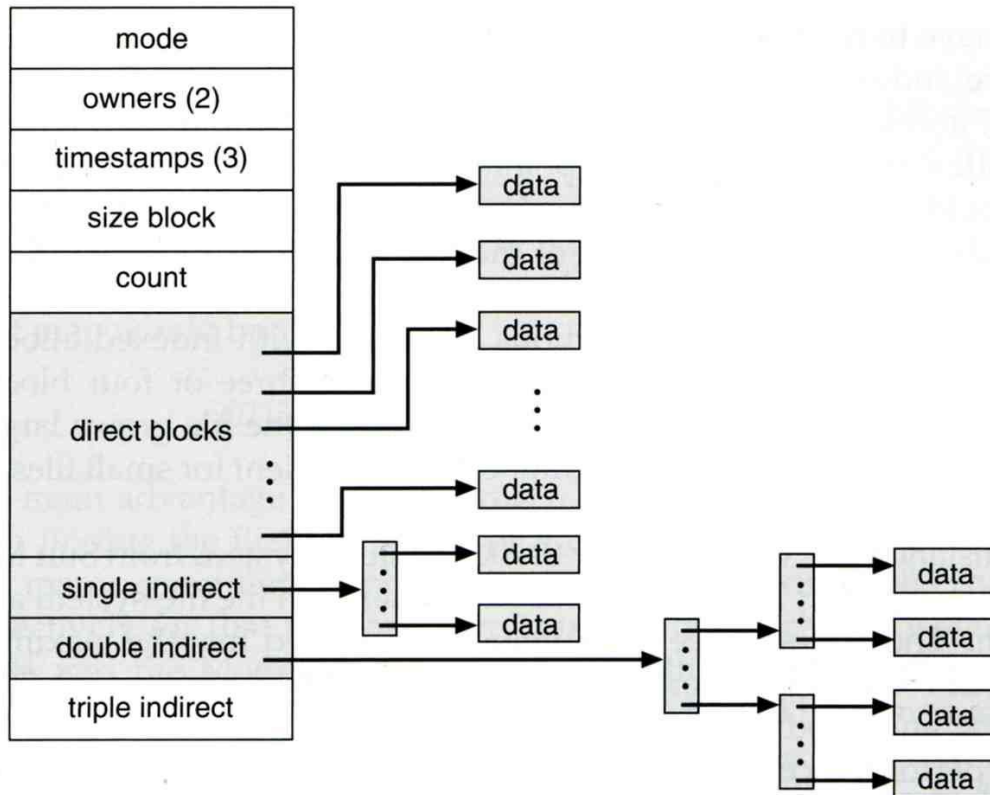 mode
owners (2)
timestamps (3)
size block
count
direct blocks
single indirect
double indirect
triple indirect
data
data
data
data
data
data
data
data
data
data